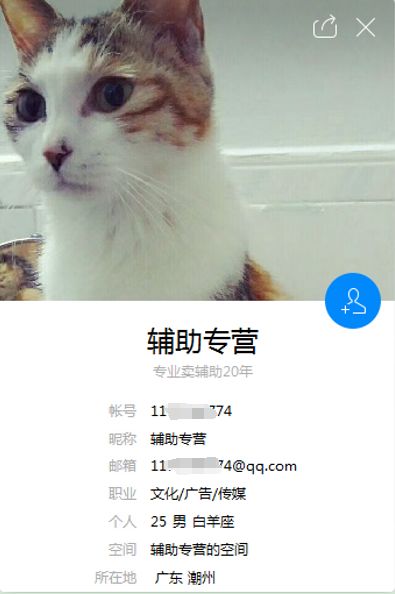 辅助专营
专业卖辅助20年
帐号 11 774
昵称 辅助专营
邮箱 11 74@qq.com
职业 文化/广告/传媒
个人 25 男 白羊座
空间 辅助专营的空间
所在地 广东 潮州